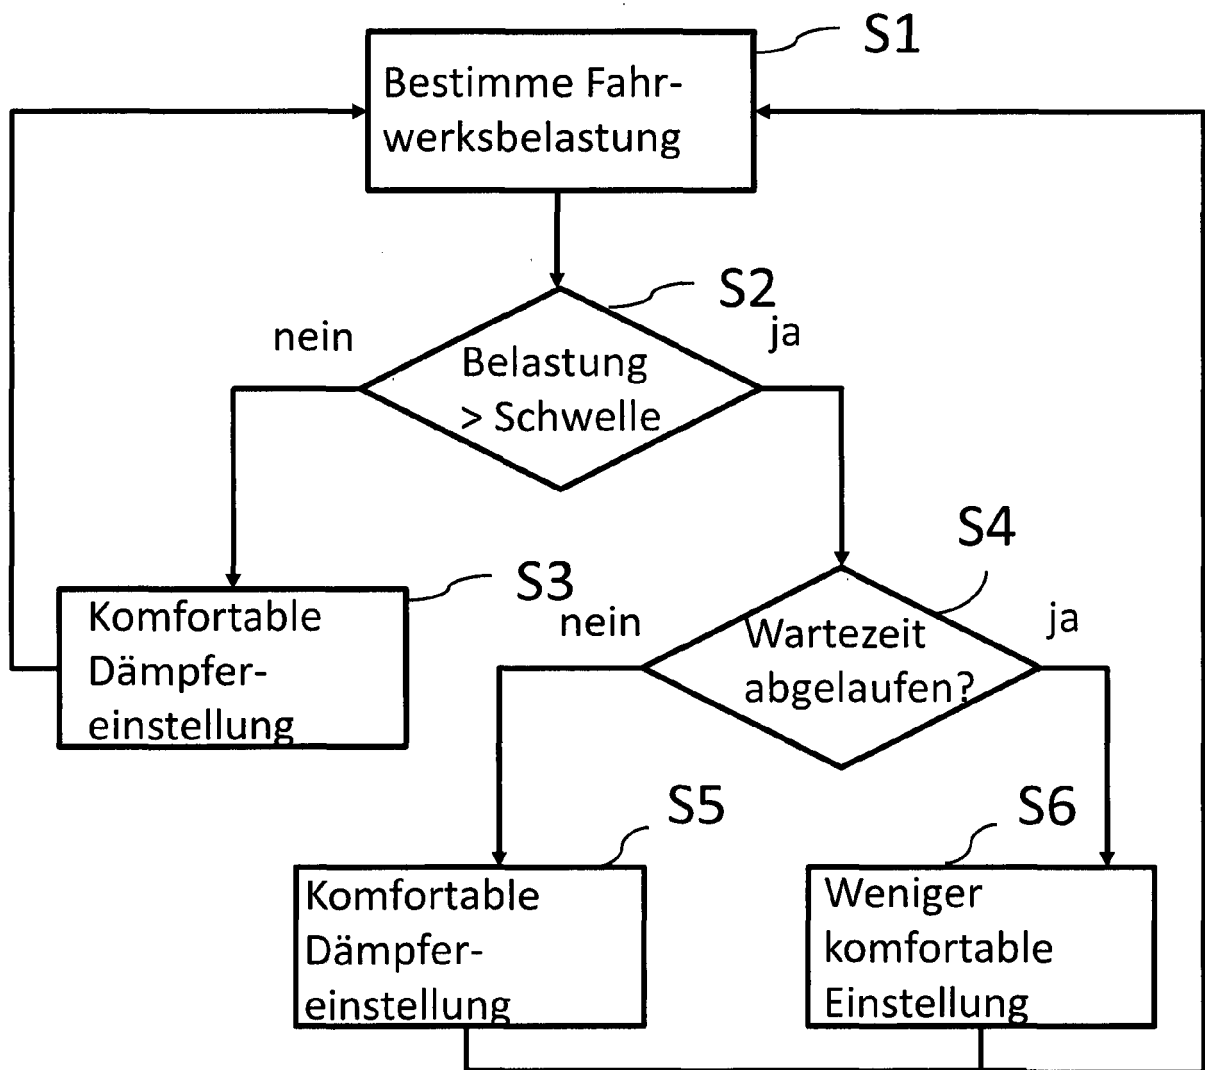 S1
Bestimme Fahr-
werksbelastung
S2
nein
ja
Belastung
> Schwelle
S4
S3
nein
ja
Komfortable
Dämpfer-
einstellung
Wartezeit
abgelaufen?
S5
S6
Komfortable
Dämpfer-
einstellung
Weniger
komfortable
Einstellung